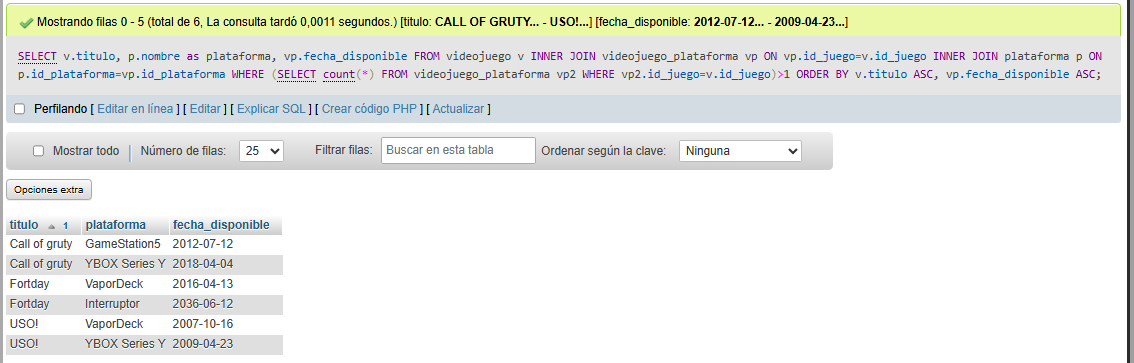 Mostrando filas 0 - 5 (total de 6, La consulta tardó 0,0011 segundos.) [titulo: CALL OF GRUTY... - USO!...] [fecha_disponible: 2012-07-12... - 2009-04-23...]
SELECT v.titulo, p.nombre as plataforma, vp.fecha_disponible FROM videojuego v INNER JOIN videojuego_plataforma vp ON vp.id_juego=v.id_juego INNER JOIN plataforma p ON
p.id_plataforma=vp.id_plataforma WHERE (SELECT count(*) FROM videojuego_plataforma vp2 WHERE vp2.id_juego=v.id_juego)>1 ORDER BY v.titulo ASC, vp.fecha_disponible ASC;
Perfilando [ Editar en línea ] [ Editar ] [ Explicar SQL ] [ Crear código PHP ] [ Actualizar ]
Mostrar todo Número de filas: 25 Filtrar filas: Buscar en esta tabla Ordenar según la clave: Ninguna
Opciones extra
titulo 1 plataforma fecha_disponible
Call of gruty GameStation5 2012-07-12
Call of gruty YBOX Series Y 2018-04-04
Fortday VaporDeck 2016-04-13
Fortday Interruptor 2036-06-12
USO! VaporDeck 2007-10-16
USO! YBOX Series Y 2009-04-23